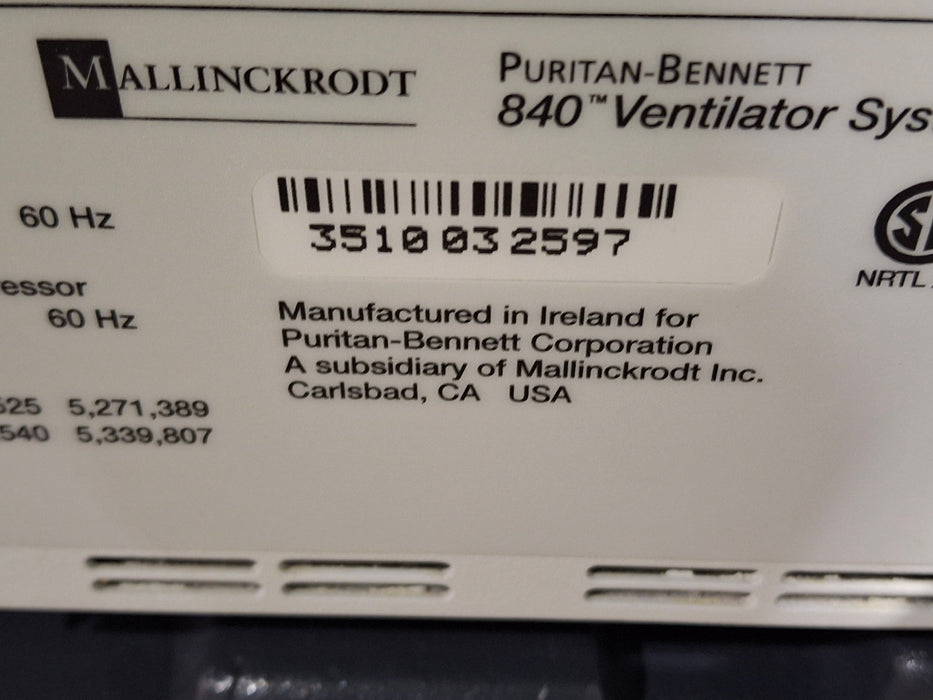 MALLINCKRODT
PURITAN-BENNETT
840™ Ventilator Sys
60 Hz
3510032597
essor
60 Hz
NRTL
Manufactured in Ireland for
Puritan-Bennett Corporation
A subsidiary of Mallinckrodt Inc.
Carlsbad, CA USA
525 5,271,389
540 5,339,807